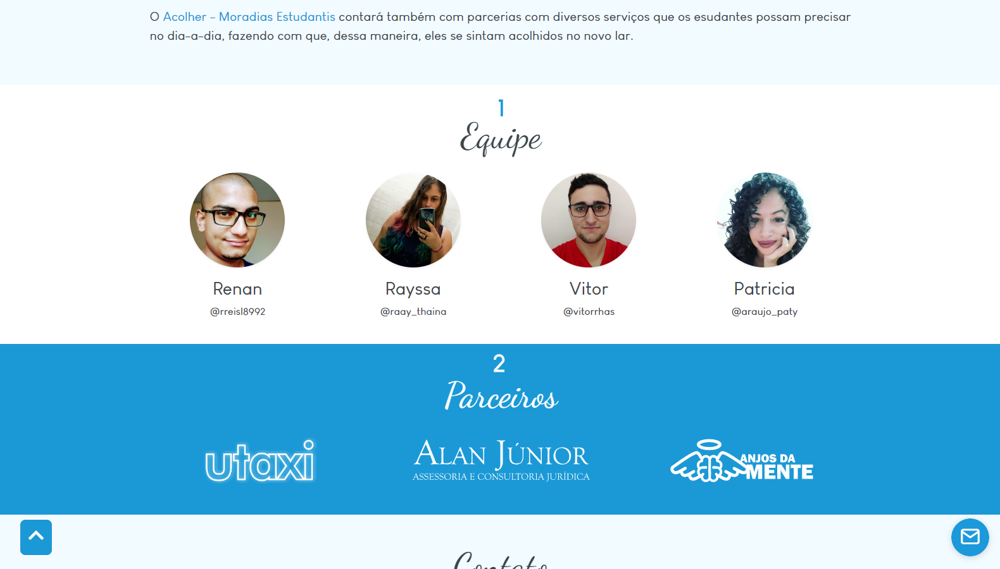 O Acolher - Moradias Estudantis contará também com parcerias com diversos serviços que os esudantes possam precisar
no dia-a-dia, fazendo com que, dessa maneira, eles se sintam acolhidos no novo lar.
1
Equipe
Renan
Rayssa
Vitor
Patricia
@rreisl8992
@raay_thaina
@vitorrhas
@araujo_paty
2
Parceiros
utaxi
ALAN JÚNIOR
ASSESSORIA E CONSULTORIA JURÍDICA
ANJOS DA
MENTE
Contato